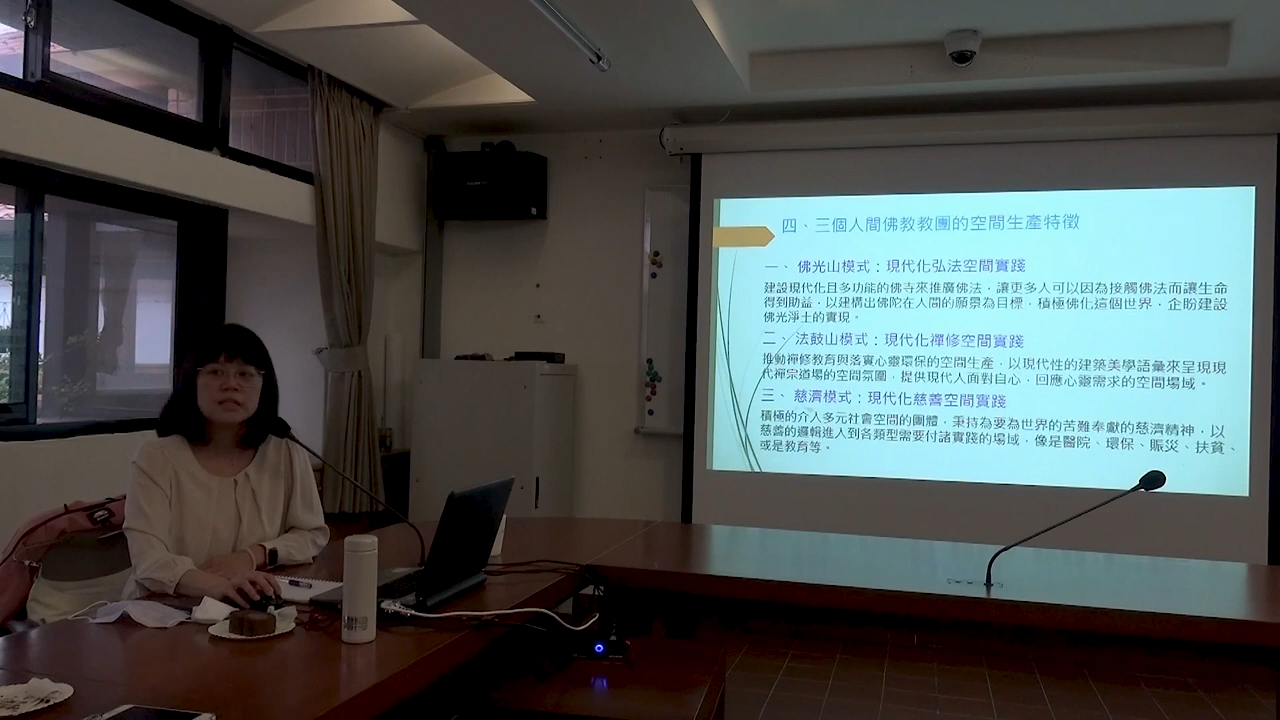 四、三個人間佛教教團的空間生產特徵
一、 佛光山模式：現代化弘法空間實踐
建設現代化且多功能的佛寺來推廣佛法，讓更多人可以因為接觸佛法而讓生命
得到助益，以建構出佛陀在人間的願景為目標，積極佛化這個世界，企盼建設
佛光淨土的實現。
二、 法鼓山模式：現代化禪修空間實踐
推動禪修教育與落實心靈環保的空間生產，以現代性的建築美學語彙來呈現現
代禪宗道場的空間氛圍，提供現代人面對自心，回應心靈需求的空間場域。
三、 慈濟模式：現代化慈善空間實踐
積極的介入多元社會空間的團體，秉持為要為世界的苦難奉獻的慈濟精神，以
慈善的邏輯進入到各類型需要付諸實踐的場域，像是醫院、環保、賑災、扶貧、
或是教育等。